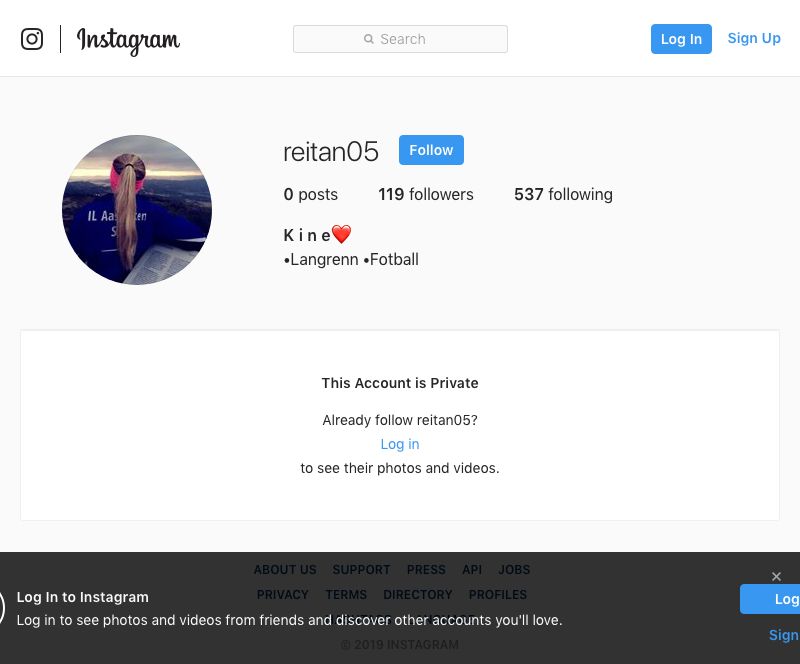 Instagram
Search
Log In
Sign Up
reitan05
Follow
0 posts 119 followers 537 following
K i n e❤️
•Langrenn •Fotball
IL
This Account is Private
Already follow reitan05?
Log in
to see their photos and videos.
ABOUT US SUPPORT PRESS API JOBS
PRIVACY TERMS DIRECTORY PROFILES
© 2019 INSTAGRAM
Log In to Instagram
Log in to see photos and videos from friends and discover other accounts you'll love.
×
Log
Sign